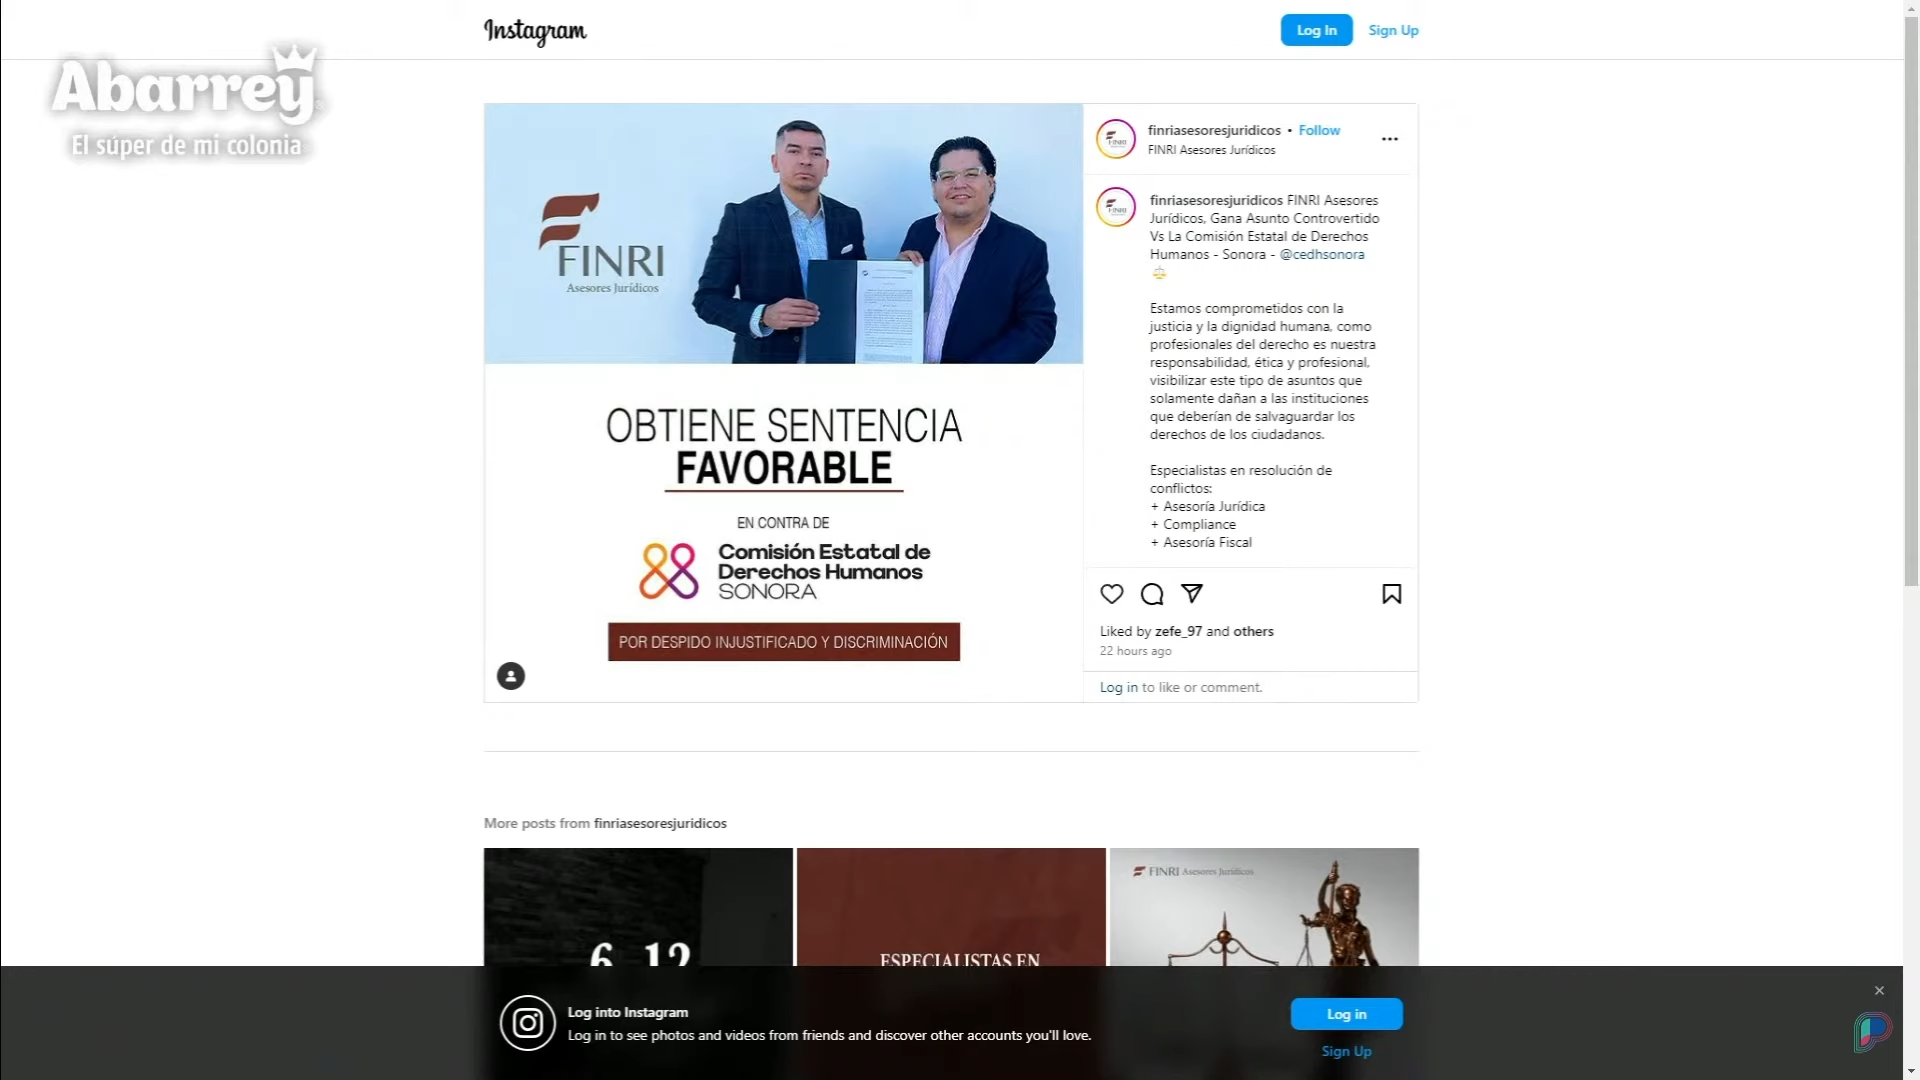 Instagram
Log In
Sign Up
Abarrey
El súper de mi colonia
FINRI
Asesores Jurídicos
OBTIENE SENTENCIA
FAVORABLE
EN CONTRA DE
Comisión Estatal de
Derechos Humanos
SONORA
POR DESPIDO INJUSTIFICADO Y DISCRIMINACIÓN
finriasesoresjuridicos • Follow
FINRI Asesores Jurídicos
finriasesoresjuridicos FINRI Asesores
Jurídicos, Gana Asunto Controvertido
Vs La Comisión Estatal de Derechos
Humanos - Sonora - @cedhsonora
Estamos comprometidos con la
justicia y la dignidad humana, como
profesionales del derecho es nuestra
responsabilidad, ética y profesional,
visibilizar este tipo de asuntos que
solamente dañan a las instituciones
que deberían de salvaguardar los
derechos de los ciudadanos.
Especialistas en resolución de
conflictos:
+ Asesoría Jurídica
+ Compliance
+ Asesoría Fiscal
Liked by zefe_97 and others
22 hours ago
Log in to like or comment.
More posts from finriasesoresjuridicos
6 12
ESPECIALISTAS EN
FINRI Asesores Jurídicos
Log into Instagram
Log in to see photos and videos from friends and discover other accounts you'll love.
Log in
Sign Up